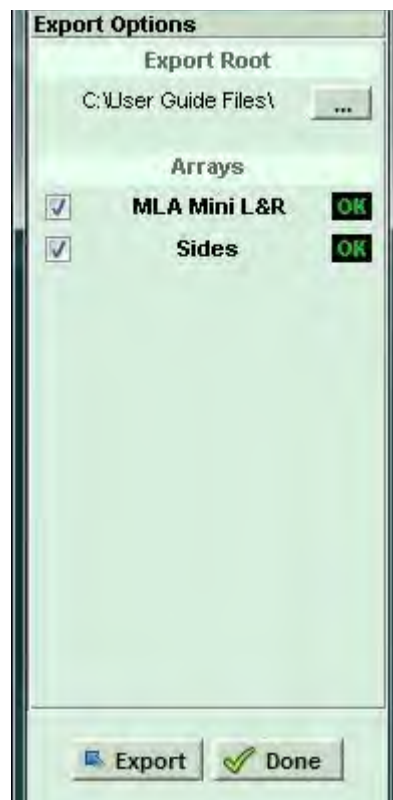 Export Options
Export Root
C:\User Guide Files\ ...
Arrays
MLA Mini L&R OK
Sides OK
Export Done